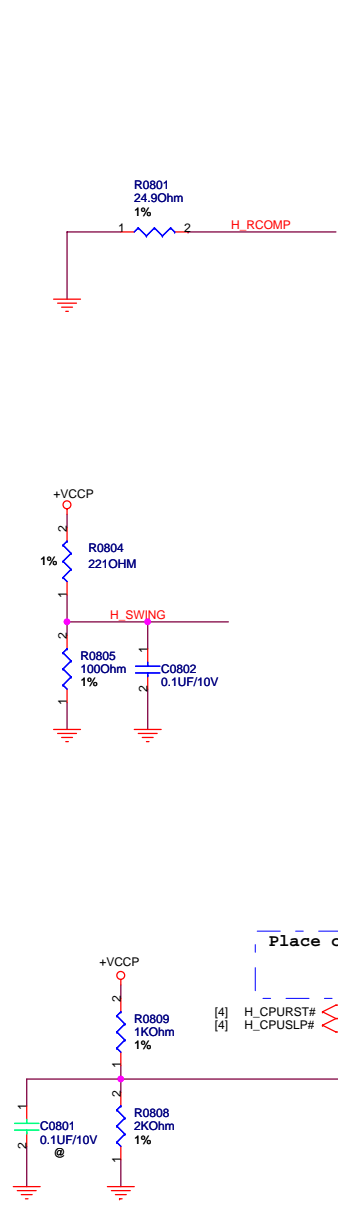 R0801
24.9Ohm
1%
1
2
H_RCOMP
+VCCP
2
1%
R0804
221OHM
1
H_SWING
2
R0805
100Ohm
1%
1
1
C0802
0.1UF/10V
2
Place
+VCCP
2
R0809
1KOhm
1%
1
[4] H_CPURST#
[4] H_CPUSLP#
1
C0801
0.1UF/10V
@
2
2
R0808
2KOhm
1%
1